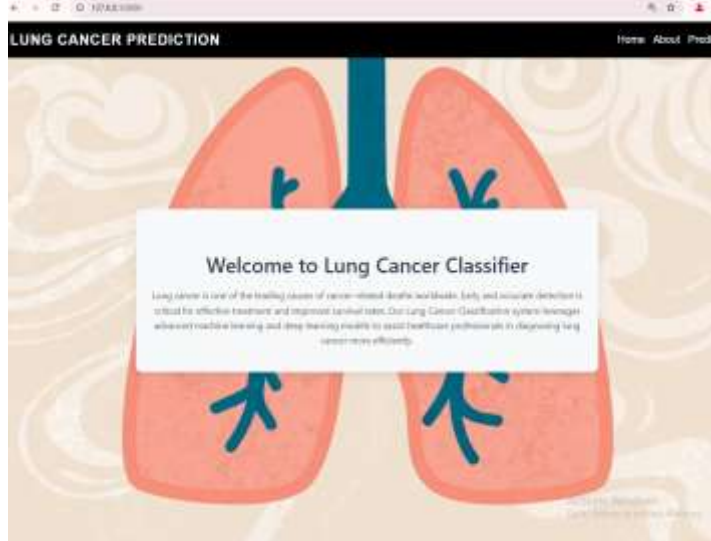 LUNG CANCER PREDICTION
Home About Predi
Welcome to Lung Cancer Classifier
Lung cancer is one of the leading causes of cancer-related deaths worldwide. Early and accurate detection is
critical for effective treatment and improved survival rates. Our Lung Cancer Classification system leverages
advanced machine learning and deep learning models to assist healthcare professionals in diagnosing lung
cancer more efficiently.